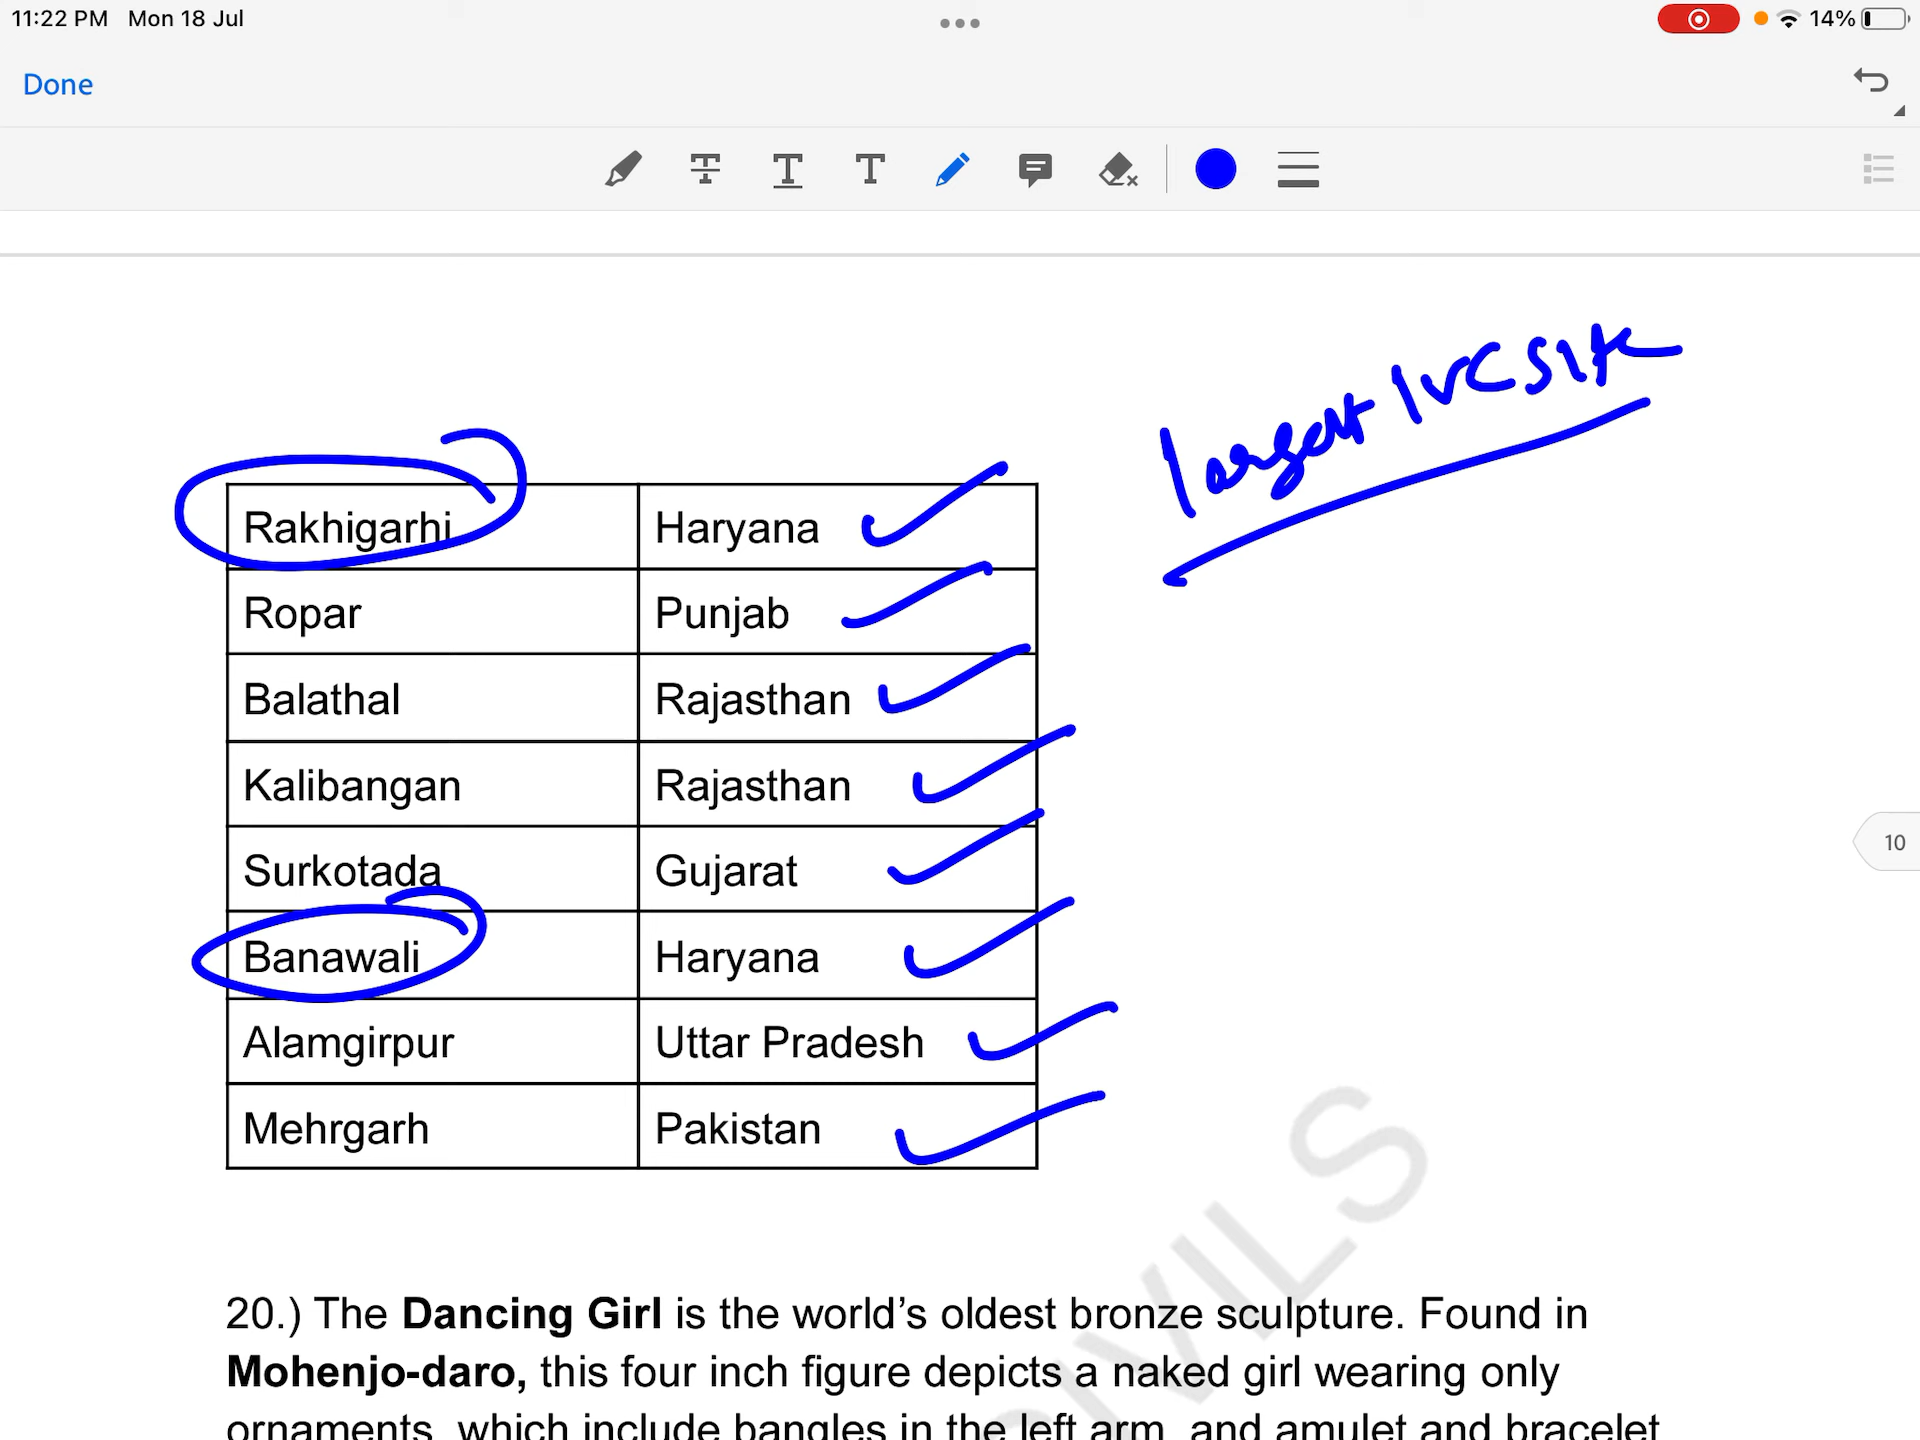 11:22 PM Mon 18 Jul
14%
Done
T T T
largest IVC site
Rakhigarhi Haryana
Ropar Punjab
Balathal Rajasthan
Kalibangan Rajasthan
Surkotada Gujarat
10
Banawali Haryana
Alamgirpur Uttar Pradesh
Mehrgarh Pakistan
20.) The Dancing Girl is the world’s oldest bronze sculpture. Found in
Mohenjo-daro, this four inch figure depicts a naked girl wearing only
ornaments, which include bangles in the left arm, and amulet and bracelet
CIVILS